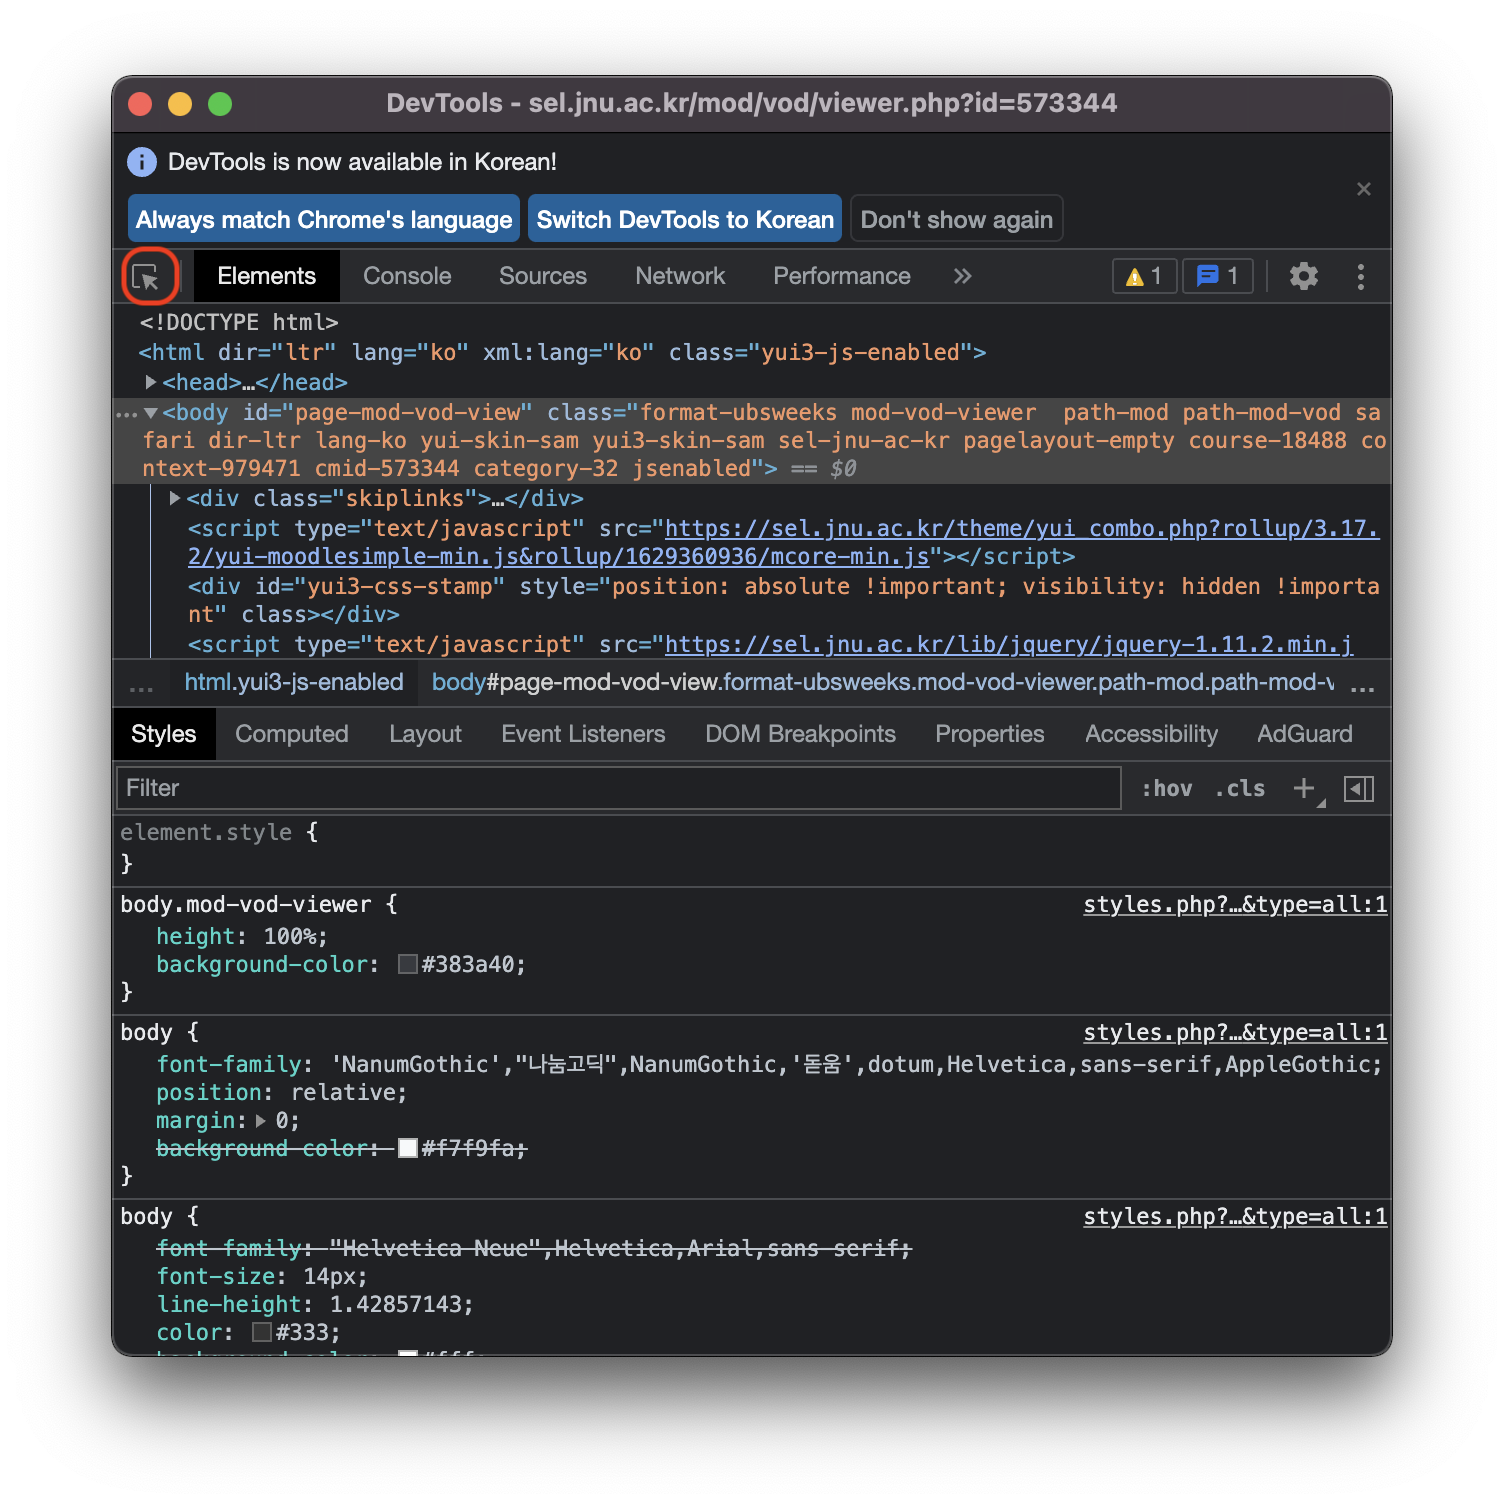 DevTools - sel.jnu.ac.kr/mod/vod/viewer.php?id=573344
DevTools is now available in Korean!
Always match Chrome's language Switch DevTools to Korean Don't show again
Elements Console Sources Network Performance 1 1
<!DOCTYPE html>
<html dir="ltr" lang="ko" xml:lang="ko" class="yui3-js-enabled">
<head>…</head>
<body id="page-mod-vod-view" class="format-ubsweeks mod-vod-viewer  path-mod path-mod-vod sa
fari dir-ltr lang-ko yui-skin-sam yui3-skin-sam sel-jnu-ac-kr pagelayout-empty course-18488 co
ntext-979471 cmid-573344 category-32 jsenabled"> == $0
<div class="skiplinks">…</div>
<script type="text/javascript" src="https://sel.jnu.ac.kr/theme/yui_combo.php?rollup/3.17.
2/yui-moodlesimple-min.js&rollup/1629360936/mcore-min.js"></script>
<div id="yui3-css-stamp" style="position: absolute !important; visibility: hidden !importa
nt" class></div>
<script type="text/javascript" src="https://sel.jnu.ac.kr/lib/jquery/jquery-1.11.2.min.j
... html.yui3-js-enabled body#page-mod-vod-view.format-ubsweeks.mod-vod-viewer.path-mod.path-mod-v ...
Styles Computed Layout Event Listeners DOM Breakpoints Properties Accessibility AdGuard
Filter :hov .cls +
element.style {
}
body.mod-vod-viewer { styles.php?…&type=all:1
height: 100%;
background-color: #383a40;
}
body { styles.php?…&type=all:1
font-family: 'NanumGothic',"나눔고딕",NanumGothic,'돋움',dotum,Helvetica,sans-serif,AppleGothic;
position: relative;
margin: 0;
background-color: #f7f9fa;
}
body { styles.php?…&type=all:1
font-family: "Helvetica Neue",Helvetica,Arial,sans-serif;
font-size: 14px;
line-height: 1.42857143;
color: #333;